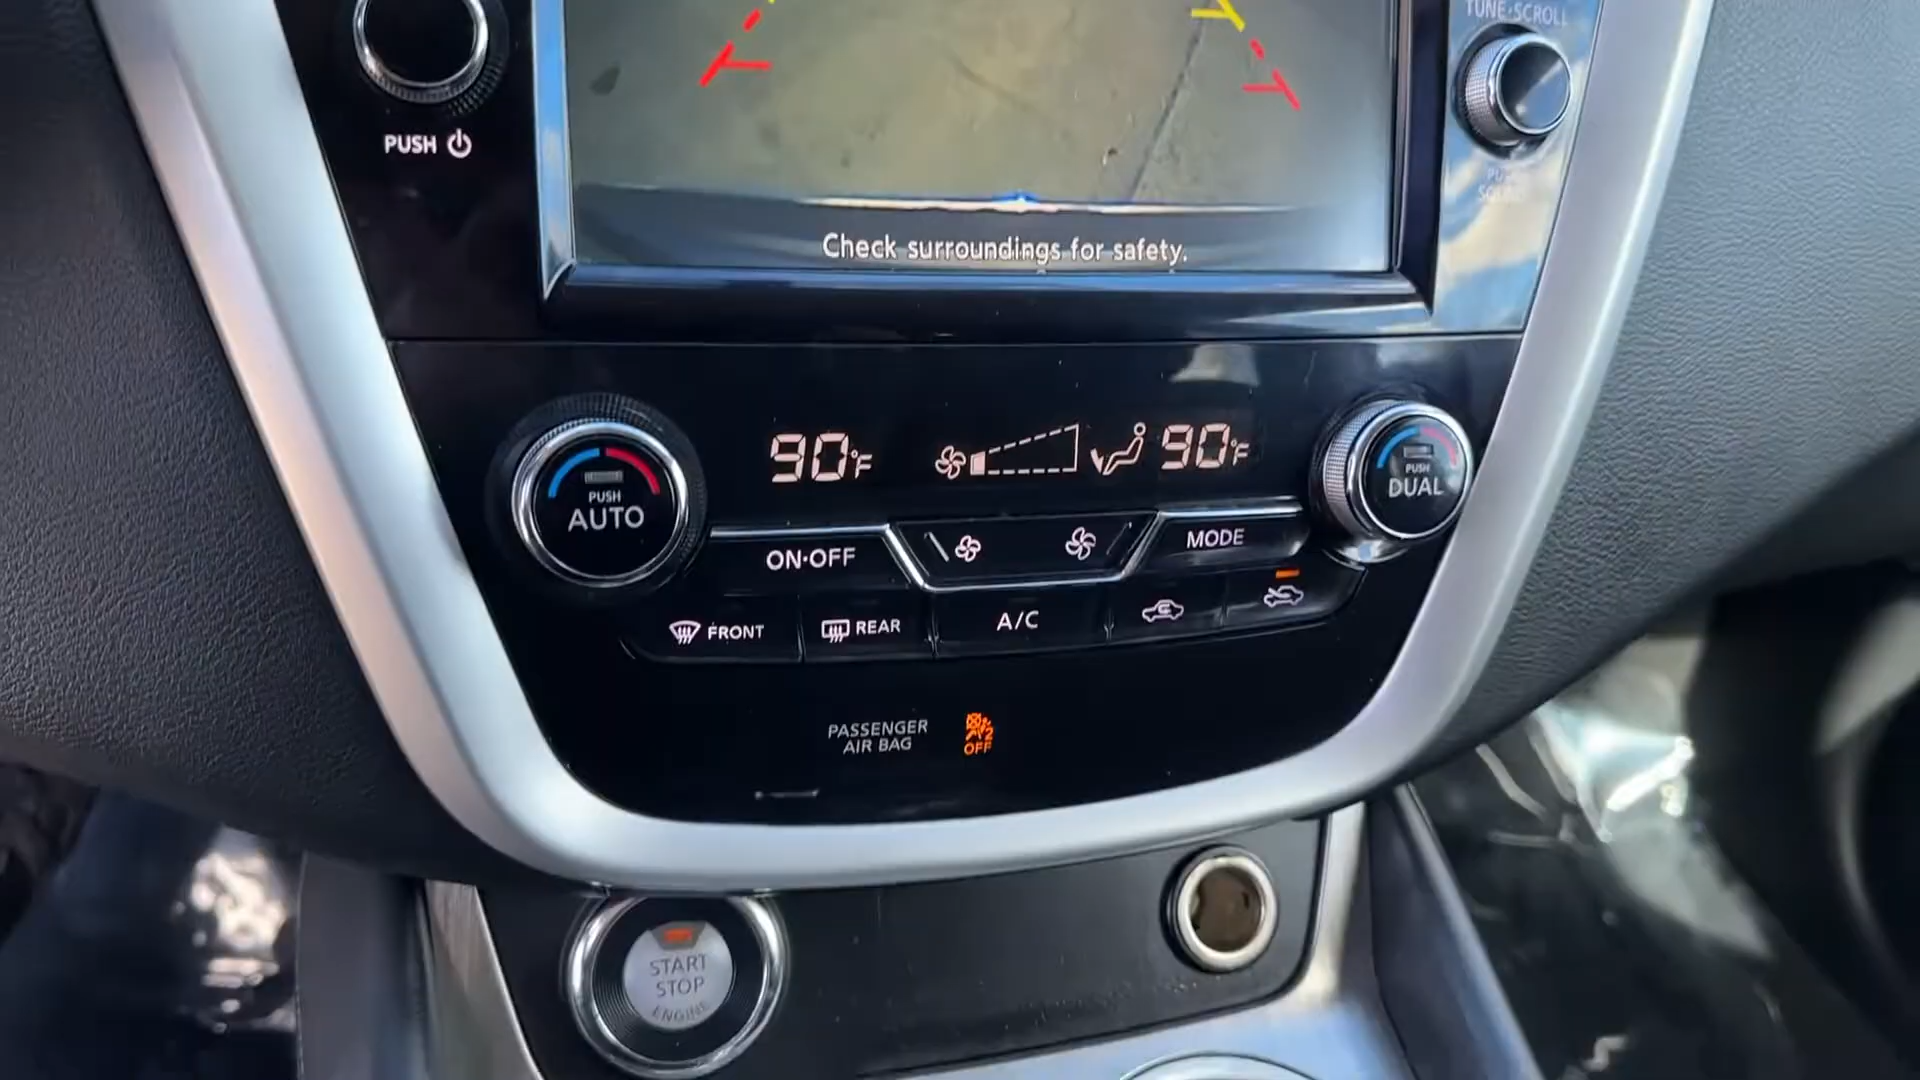 TUNE·SCROLL
PUSH
Check surroundings for safety.
90°F
90°F
PUSH
AUTO
PUSH
DUAL
ON·OFF
MODE
FRONT
REAR
A/C
PASSENGER
AIR BAG
2
OFF
START
STOP
ENGINE